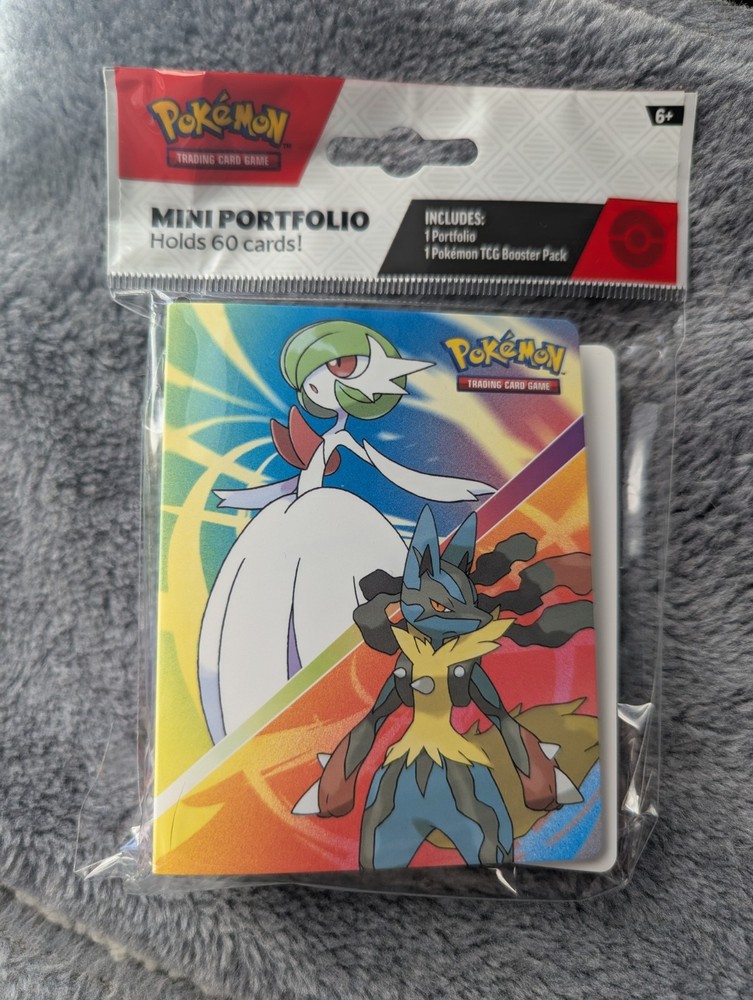 Pokémon
TRADING CARD GAME
6+
MINI PORTFOLIO
Holds 60 cards!
INCLUDES:
1 Portfolio
1 Pokémon TCG Booster Pack
Pokémon
TRADING CARD GAME